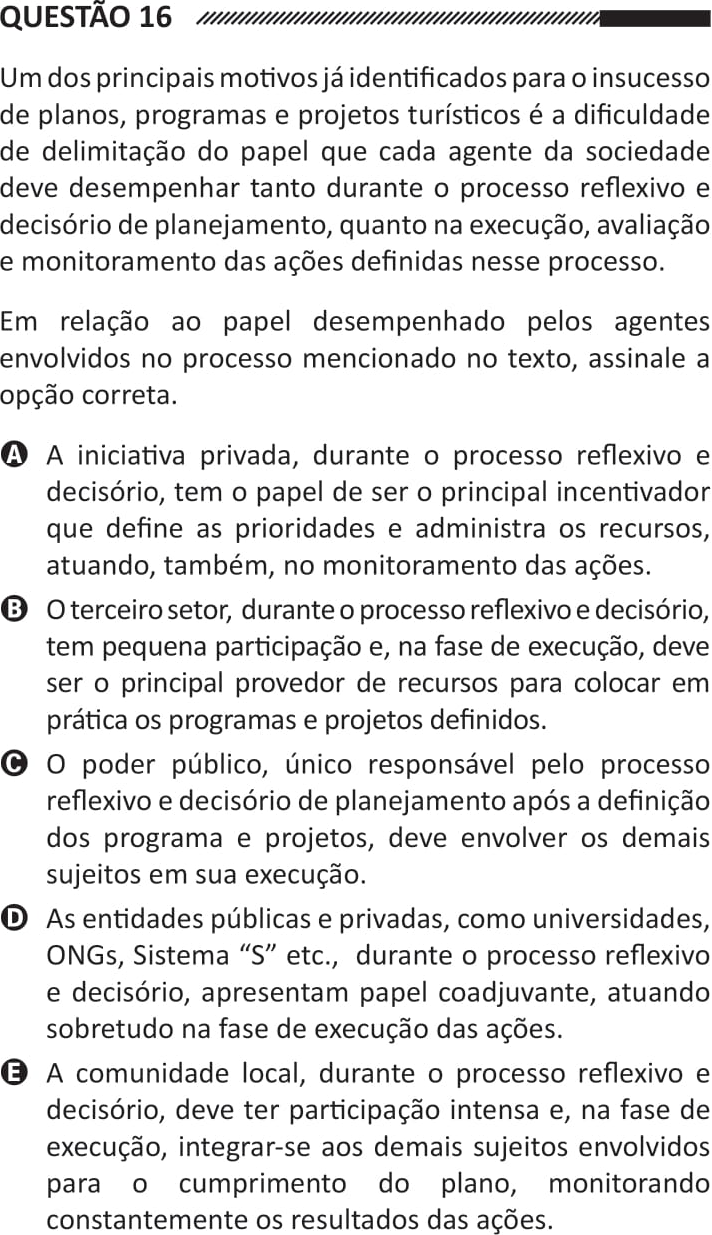 QUESTÃO 16
Um dos principais motivos já identificados para o insucesso
de planos, programas e projetos turísticos é a dificuldade
de delimitação do papel que cada agente da sociedade
deve desempenhar tanto durante o processo reflexivo e
decisório de planejamento, quanto na execução, avaliação
e monitoramento das ações definidas nesse processo.
Em relação ao papel desempenhado pelos agentes
envolvidos no processo mencionado no texto, assinale a
opção correta.
A A iniciativa privada, durante o processo reflexivo e
decisório, tem o papel de ser o principal incentivador
que define as prioridades e administra os recursos,
atuando, também, no monitoramento das ações.
B O terceiro setor, durante o processo reflexivo e decisório,
tem pequena participação e, na fase de execução, deve
ser o principal provedor de recursos para colocar em
prática os programas e projetos definidos.
C O poder público, único responsável pelo processo
reflexivo e decisório de planejamento após a definição
dos programa e projetos, deve envolver os demais
sujeitos em sua execução.
D As entidades públicas e privadas, como universidades,
ONGs, Sistema “S” etc., durante o processo reflexivo
e decisório, apresentam papel coadjuvante, atuando
sobretudo na fase de execução das ações.
E A comunidade local, durante o processo reflexivo e
decisório, deve ter participação intensa e, na fase de
execução, integrar-se aos demais sujeitos envolvidos
para o cumprimento do plano, monitorando
constantemente os resultados das ações.